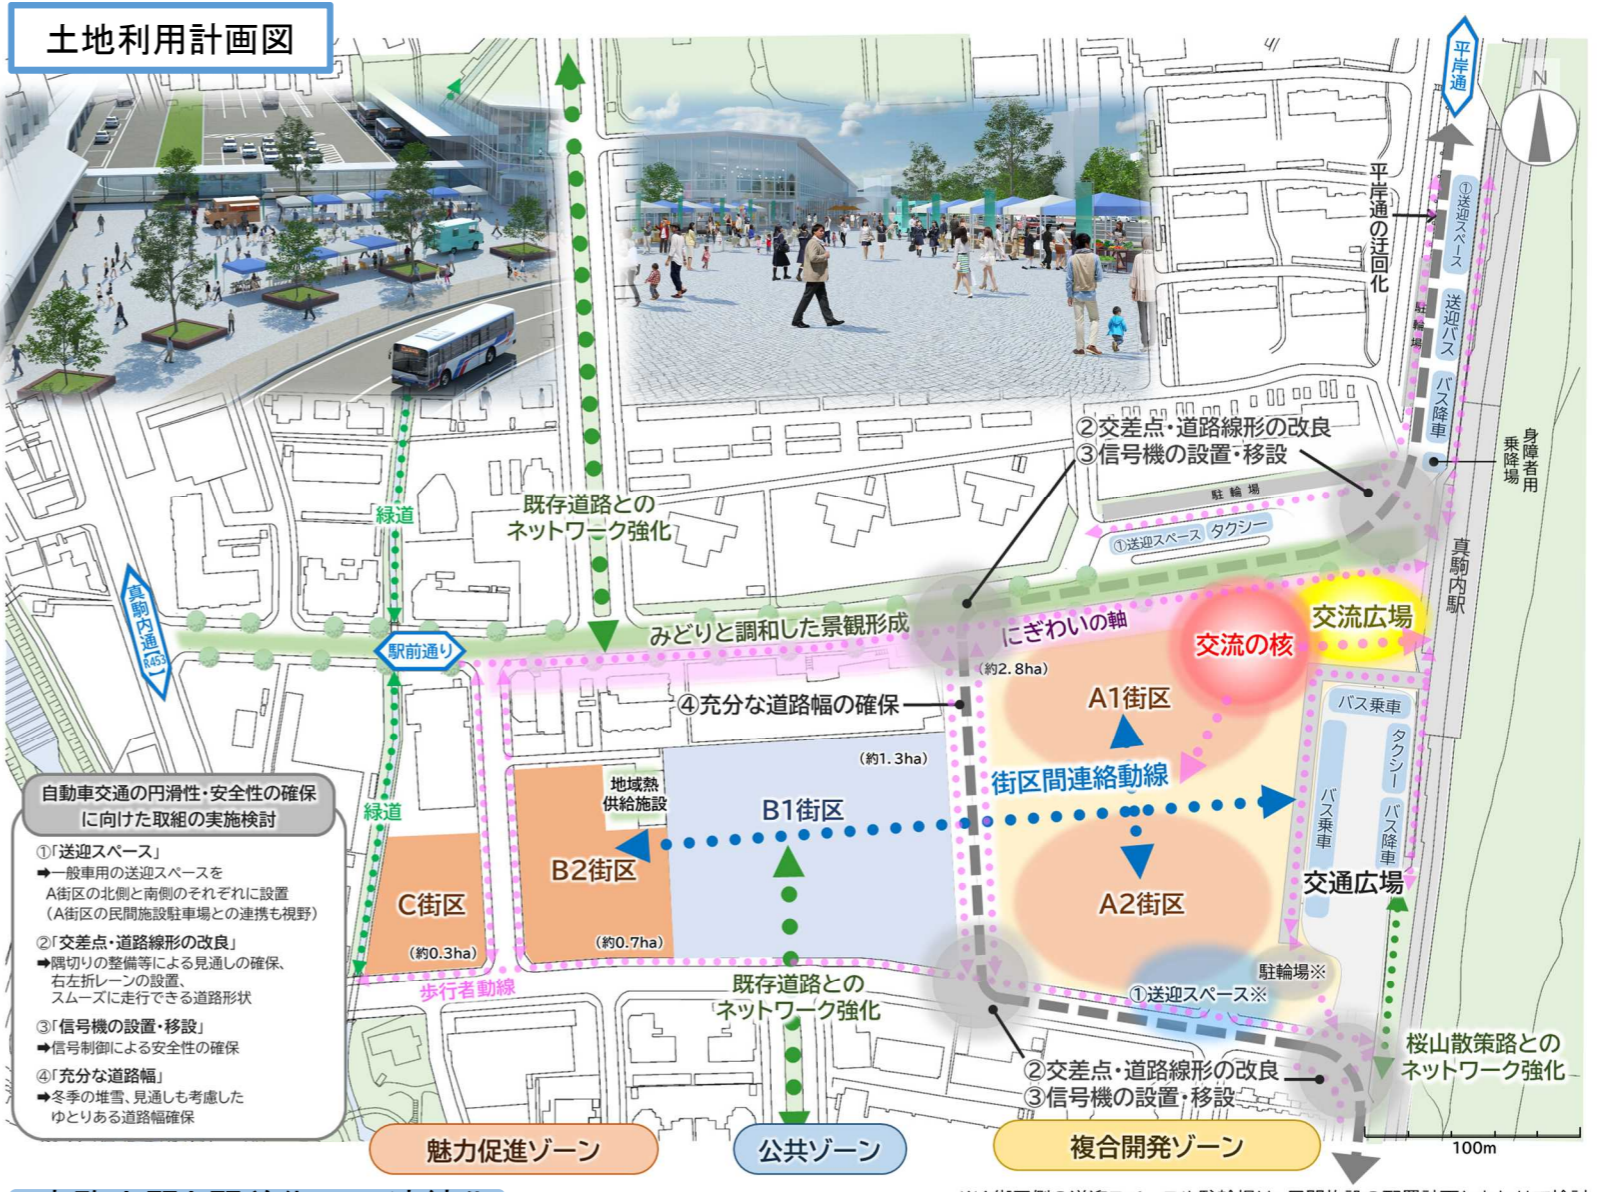 土地利用計画図
平岸通
N
平岸通の迂回化
①送迎スペース
駐輪場
送迎バス
バス降車
身障者用
乗降場
②交差点・道路線形の改良
③信号機の設置・移設
駐輪場
①送迎スペース
タクシー
真駒内駅
緑道
既存道路との
ネットワーク強化
真駒内通【R453】
駅前通り
みどりと調和した景観形成
にぎわいの軸
交流の核
交流広場
(約2.8ha)
④充分な道路幅の確保
A1街区
バス乗車
タクシー
バス乗車
バス降車
交通広場
街区間連絡動線
(約1.3ha)
地域熱
供給施設
B1街区
緑道
B2街区
(約0.7ha)
C街区
(約0.3ha)
A2街区
歩行者動線
既存道路との
ネットワーク強化
駐輪場※
①送迎スペース※
②交差点・道路線形の改良
③信号機の設置・移設
桜山散策路との
ネットワーク強化
自動車交通の円滑性・安全性の確保
に向けた取組の実施検討
①「送迎スペース」
➡一般車用の送迎スペースを
A街区の北側と南側のそれぞれに設置
(A街区の民間施設駐車場との連携も視野)
②「交差点・道路線形の改良」
➡隅切りの整備等による見通しの確保、
右左折レーンの設置、
スムーズに走行できる道路形状
③「信号機の設置・移設」
➡信号制御による安全性の確保
④「充分な道路幅」
➡冬季の堆雪、見通しも考慮した
ゆとりある道路幅確保
魅力促進ゾーン
公共ゾーン
複合開発ゾーン
100m